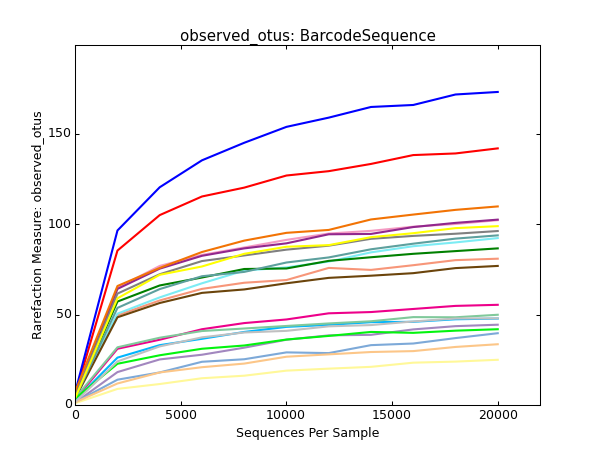 observed_otus: BarcodeSequence
Rarefaction Measure: observed_otus
150
100
50
0
0 5000 10000 15000 20000
Sequences Per Sample